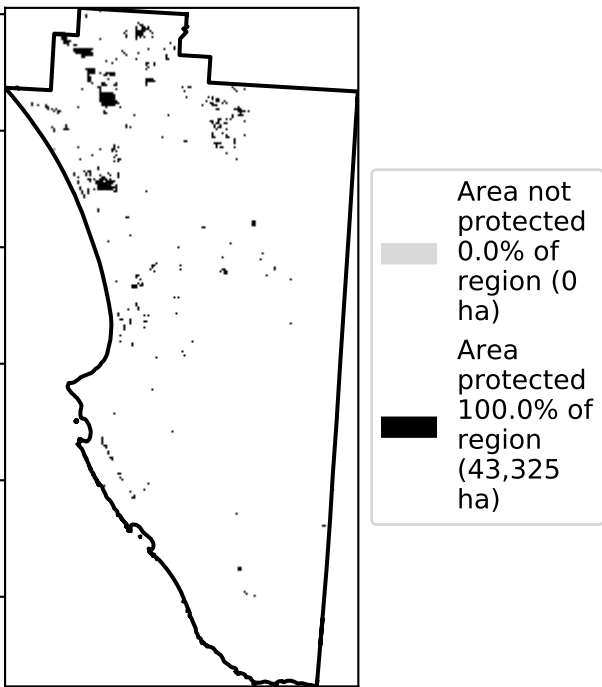 Area not
protected
0.0% of
region (0
ha)
Area
protected
100.0% of
region
(43,325
ha)